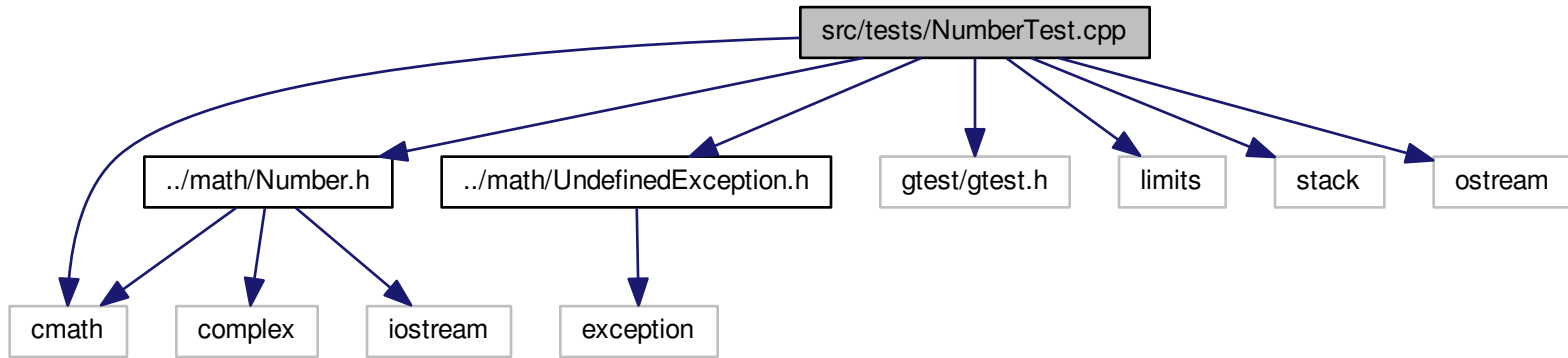 src/tests/NumberTest.cpp
../math/Number.h
../math/UndefinedException.h
gtest/gtest.h
limits
stack
ostream
cmath
complex
iostream
exception